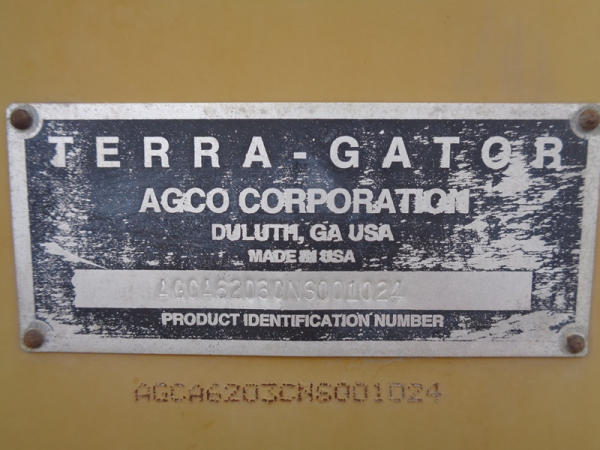 TERRA-GATOR
AGCO CORPORATION
DULUTH, GA USA
MADE IN USA
AGCA6203CNS001024
PRODUCT IDENTIFICATION NUMBER
AGCA6203CNS001024